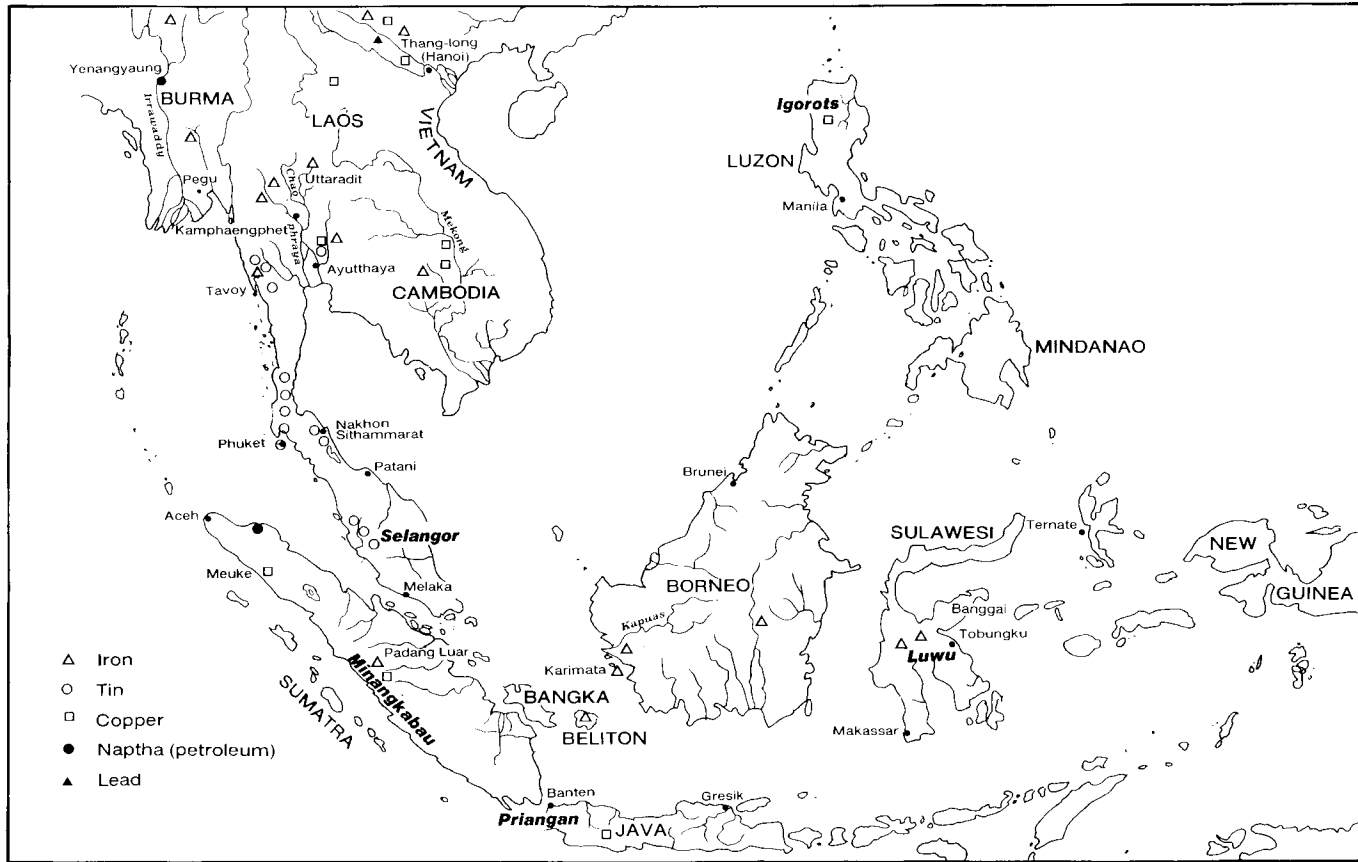 Thang-long
(Hanoi)
Yenangyaung
BURMA
Irrawaddy
LAOS
VIETNAM
Igorots
LUZON
Pegu
Chao
phraya
Uttaradit
Mekong
Manila
Kamphaengphet
Ayutthaya
Tavoy
CAMBODIA
MINDANAO
Nakhon
Sithammarat
Phuket
Patani
Brunei
Aceh
Selangor
SULAWESI
Ternate
NEW
GUINEA
Meuke
Melaka
BORNEO
Kapuas
Banggai
Tobungku
Luwu
Padang Luar
Minangkabau
Karimata
SUMATRA
BANGKA
BELITON
Makassar
Iron
Tin
Copper
Naptha (petroleum)
Lead
Banten
Gresik
Priangan
JAVA